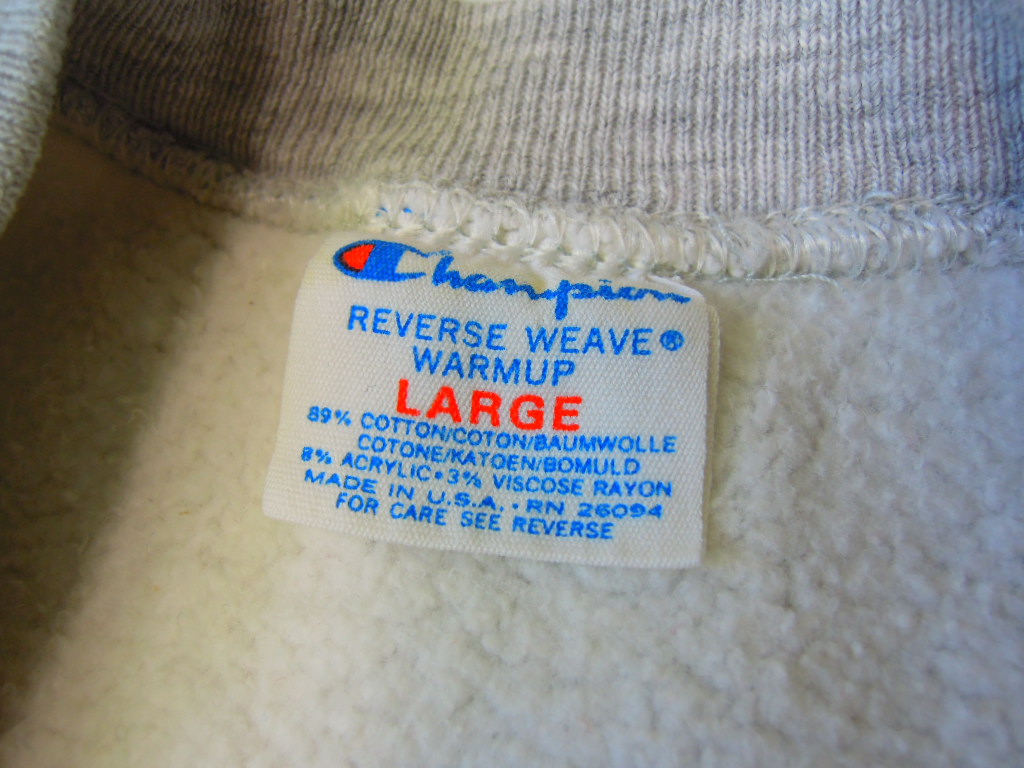 Champion
REVERSE WEAVE®
WARMUP
LARGE
89% COTTON/COTON/BAUMWOLLE
COTONE/KATOEN/BOMULD
8% ACRYLIC • 3% VISCOSE RAYON
MADE IN U.S.A. • RN 26094
FOR CARE SEE REVERSE